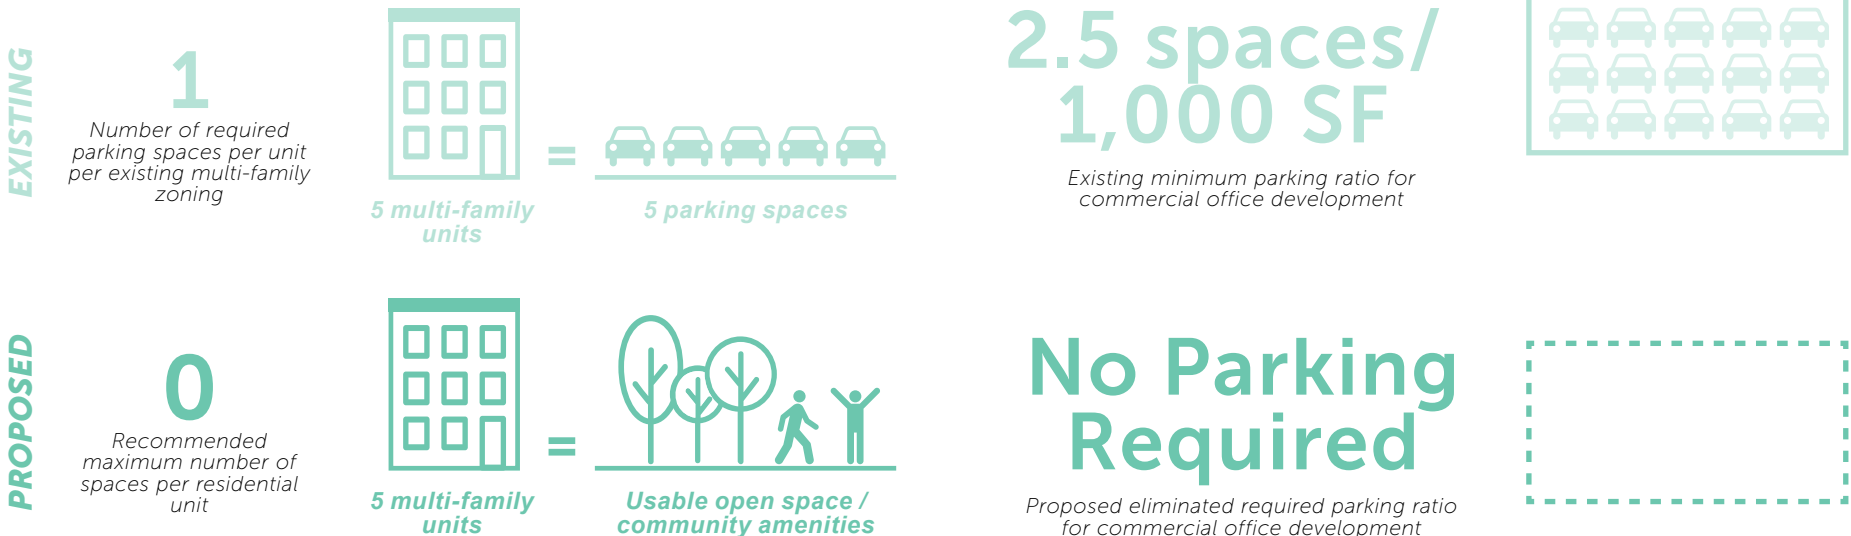 EXISTING
1
Number of required
parking spaces per unit
per existing multi-family
zoning
=
5 multi-family
units
5 parking spaces
2.5 spaces/
1,000 SF
Existing minimum parking ratio for
commercial office development
PROPOSED
0
Recommended
maximum number of
spaces per residential
unit
=
5 multi-family
units
Usable open space /
community amenities
No Parking
Required
Proposed eliminated required parking ratio
for commercial office development